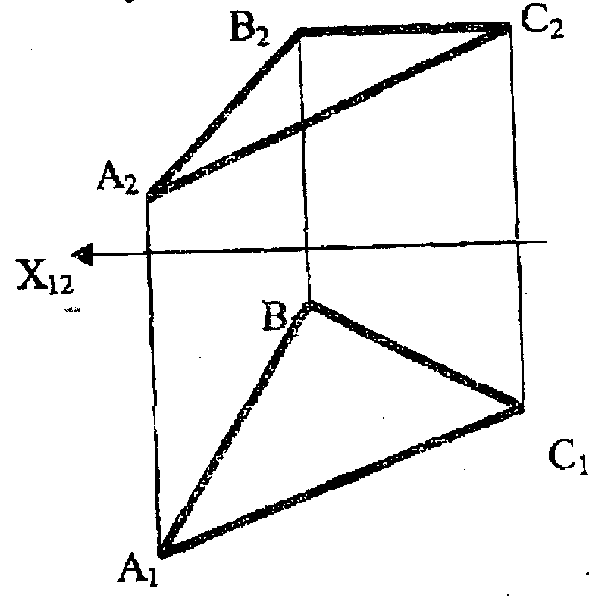 B₂
C₂
A₂
X₁₂
B₁
C₁
A₁